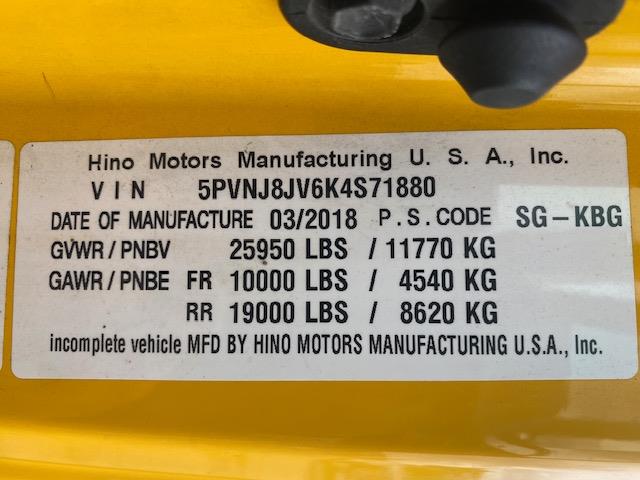 Hino Motors Manufacturing U. S. A., Inc.
VIN 5PVNJ8JV6K4S71880
DATE OF MANUFACTURE 03/2018 P.S.CODE SG-KBG
GVWR/PNBV 25950 LBS / 11770 KG
GAWR/PNBE FR 10000 LBS / 4540 KG
RR 19000 LBS / 8620 KG
incomplete vehicle MFD BY HINO MOTORS MANUFACTURING U.S.A., Inc.